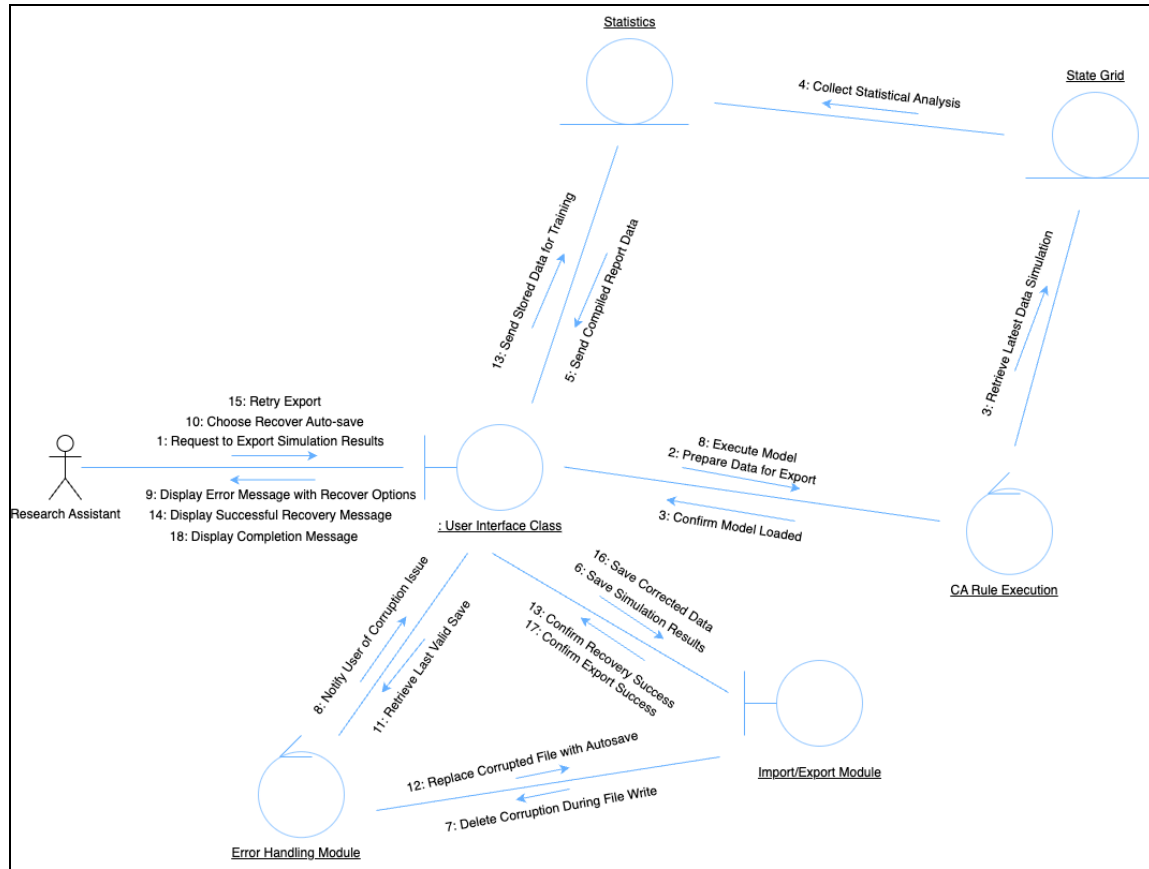 Statistics
State Grid
4: Collect Statistical Analysis
13: Send Stored Data for Training
5: Send Compiled Report Data
3: Retrieve Latest Data Simulation
15: Retry Export
10: Choose Recover Auto-save
1: Request to Export Simulation Results
9: Display Error Message with Recover Options
14: Display Successful Recovery Message
18: Display Completion Message
Research Assistant
: User Interface Class
8: Execute Model
2: Prepare Data for Export
3: Confirm Model Loaded
CA Rule Execution
16: Save Corrected Data
6: Save Simulation Results
13: Confirm Recovery Success
17: Confirm Export Success
8: Notify User of Corruption Issue
11: Retrieve Last Valid Save
Import/Export Module
12: Replace Corrupted File with Autosave
7: Delete Corruption During File Write
Error Handling Module